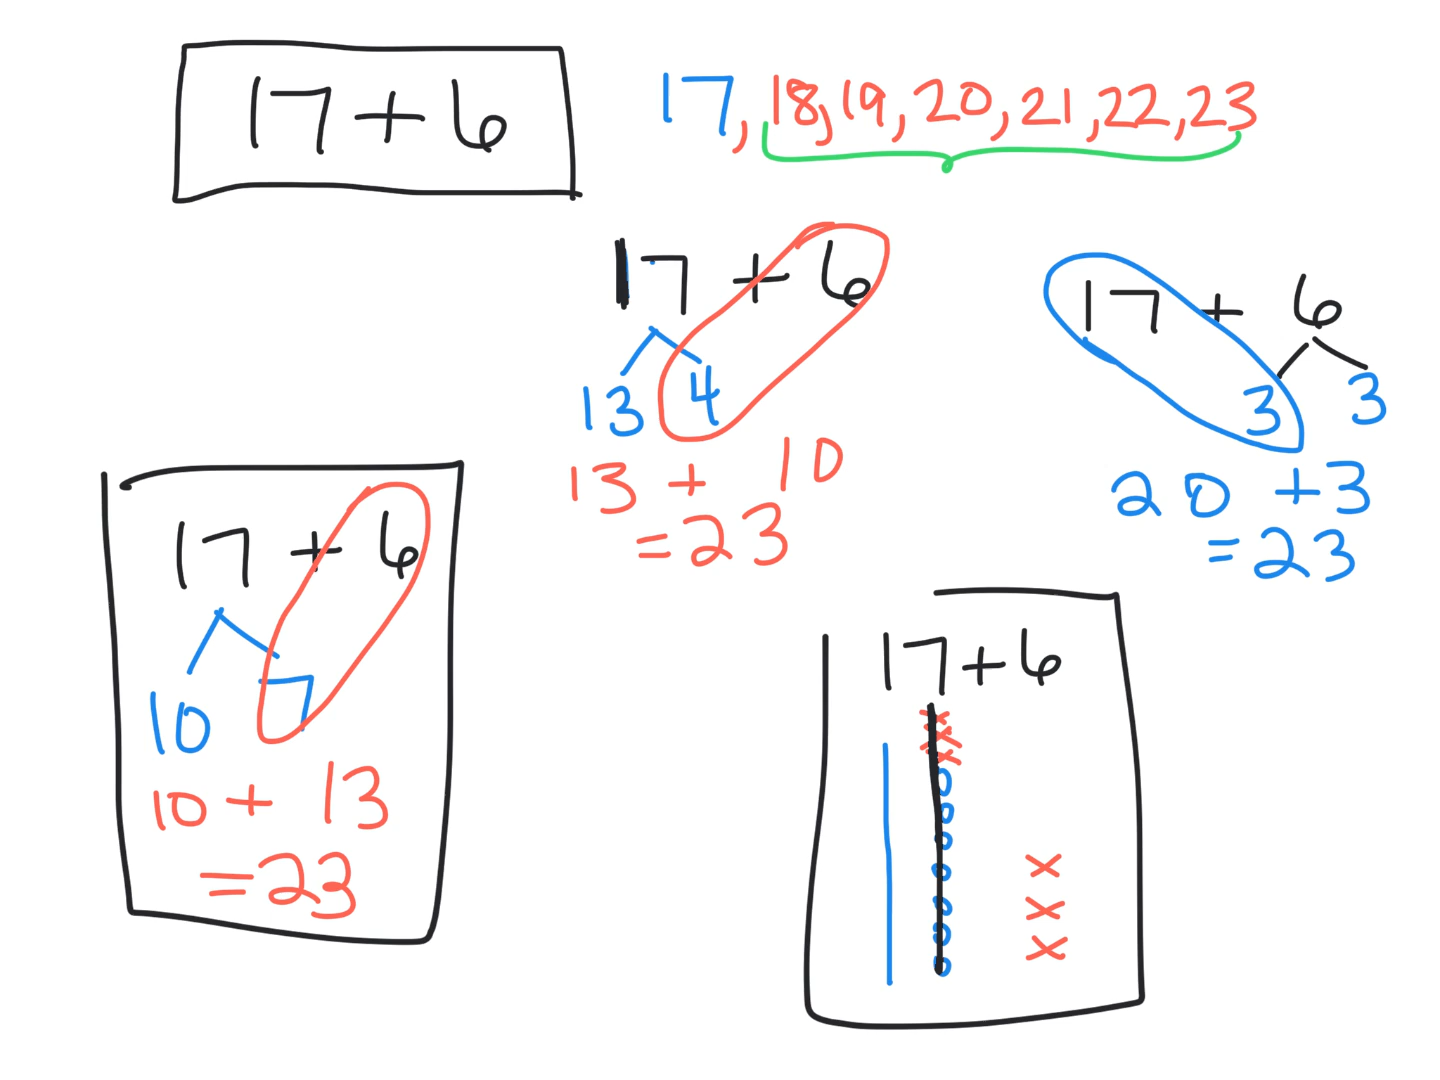 17 + 6
17, 18, 19, 20, 21, 22, 23
17 + 6
13 4
13 + 10
= 23
17 + 6
3 3
20 + 3
= 23
17 + 6
10 7
10 + 13
= 23
17 + 6
x
x
x
x
x
x